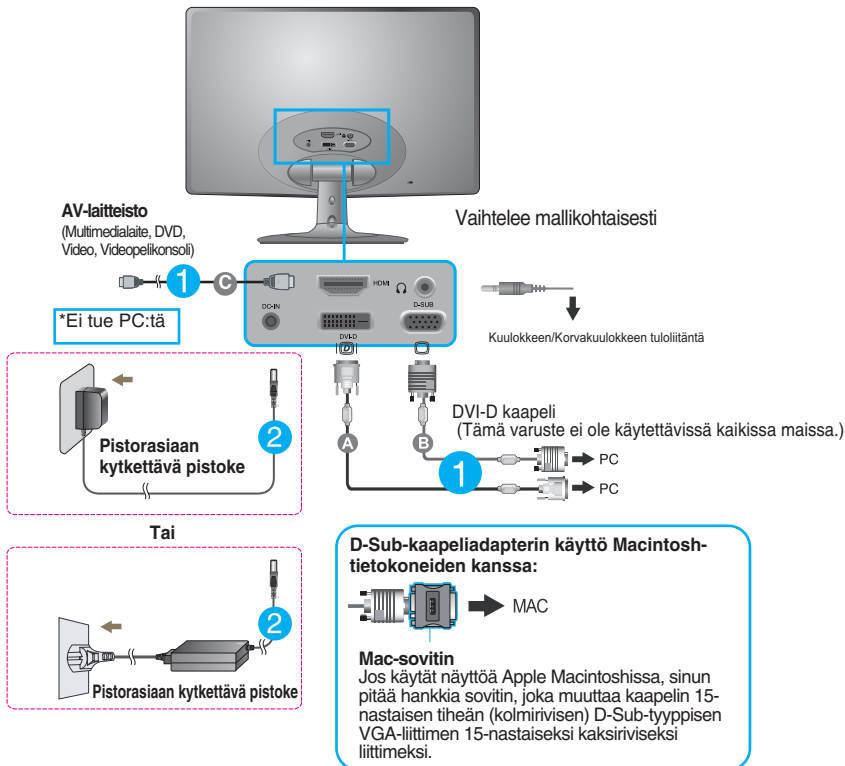 AV-laitteisto
(Multimedialaite, DVD,
Video, Videopelikonsoli)
Vaihtelee mallikohtaisesti
1
C
*Ei tue PC:tä
HDMI
DC-IN
D-SUB
DVI-D
D
Kuulokkeen/Korvakuulokkeen tuloliitäntä
Pistorasiaan
kytkettävä pistoke
2
A
B
DVI-D kaapeli
(Tämä varuste ei ole käytettävissä kaikissa maissa.)
1
PC
PC
Tai
Pistorasiaan kytkettävä pistoke
2
D-Sub-kaapeliadapterin käyttö Macintosh-
tietokoneiden kanssa:
MAC
Mac-sovitin
Jos käytät näyttöä Apple Macintoshissa, sinun
pitää hankkia sovitin, joka muuttaa kaapelin 15-
nastaisen tiheän (kolmirivisen) D-Sub-tyyppisen
VGA-liittimen 15-nastaiseksi kaksiriviseksi
liittimeksi.